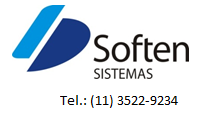 Soften
SISTEMAS
Tel.: (11) 3522-9234